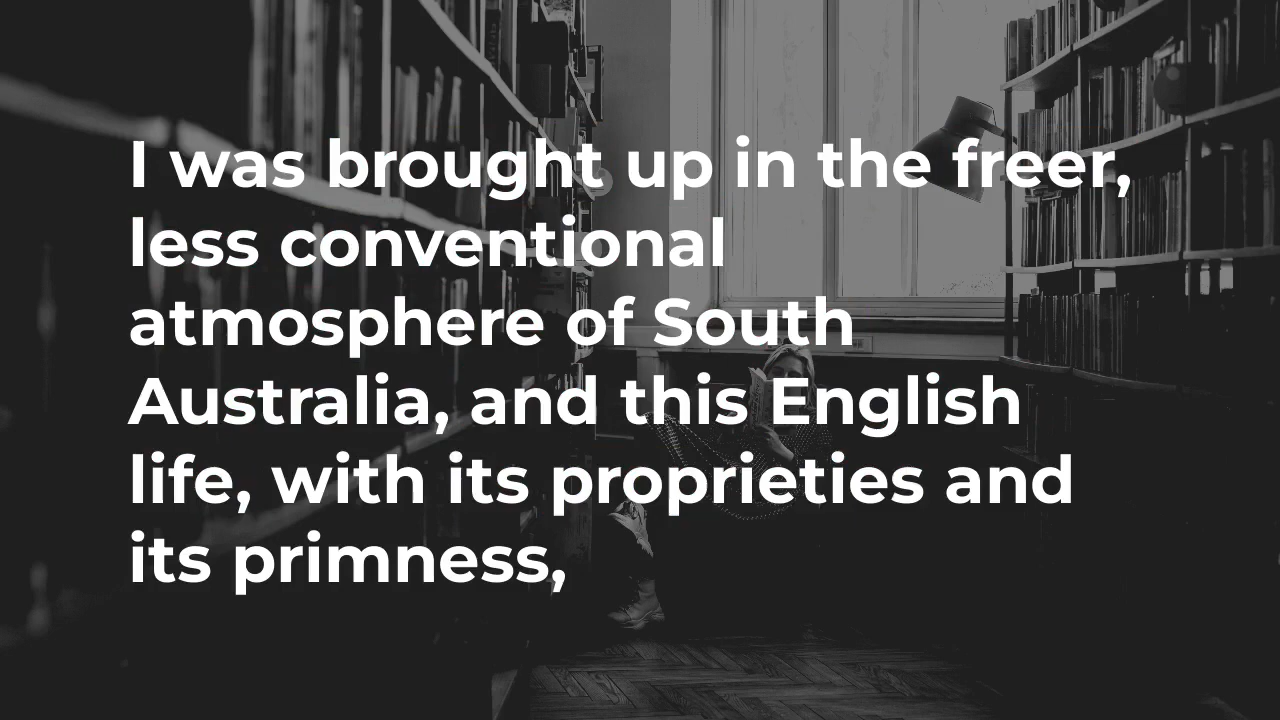 I was brought up in the freer,
less conventional
atmosphere of South
Australia, and this English
life, with its proprieties and
its primness,